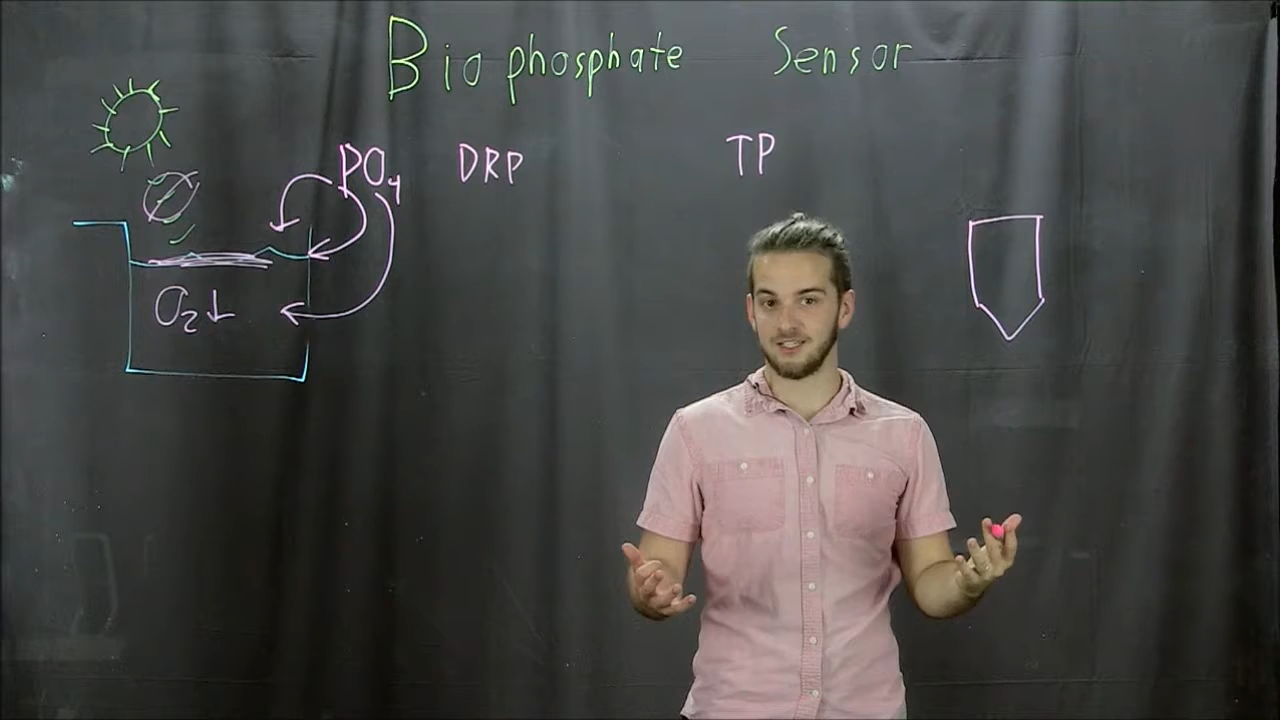 Biophosphate Sensor
PO4 DRP TP
O2↓